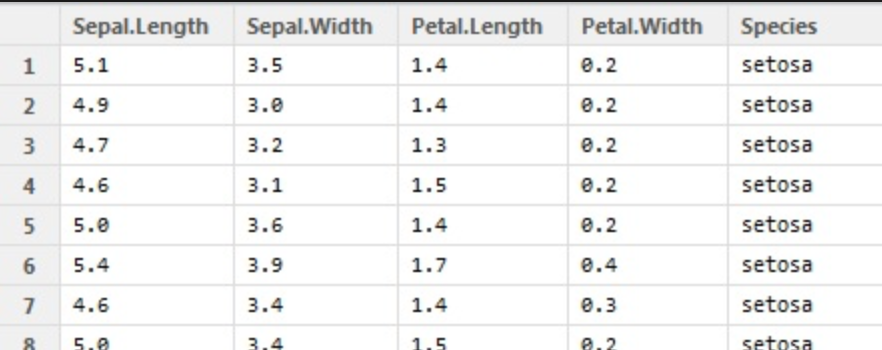 Sepal.Length Sepal.Width Petal.Length Petal.Width Species
1 5.1 3.5 1.4 0.2 setosa
2 4.9 3.0 1.4 0.2 setosa
3 4.7 3.2 1.3 0.2 setosa
4 4.6 3.1 1.5 0.2 setosa
5 5.0 3.6 1.4 0.2 setosa
6 5.4 3.9 1.7 0.4 setosa
7 4.6 3.4 1.4 0.3 setosa
8 5.0 3.4 1.5 0.2 setosa